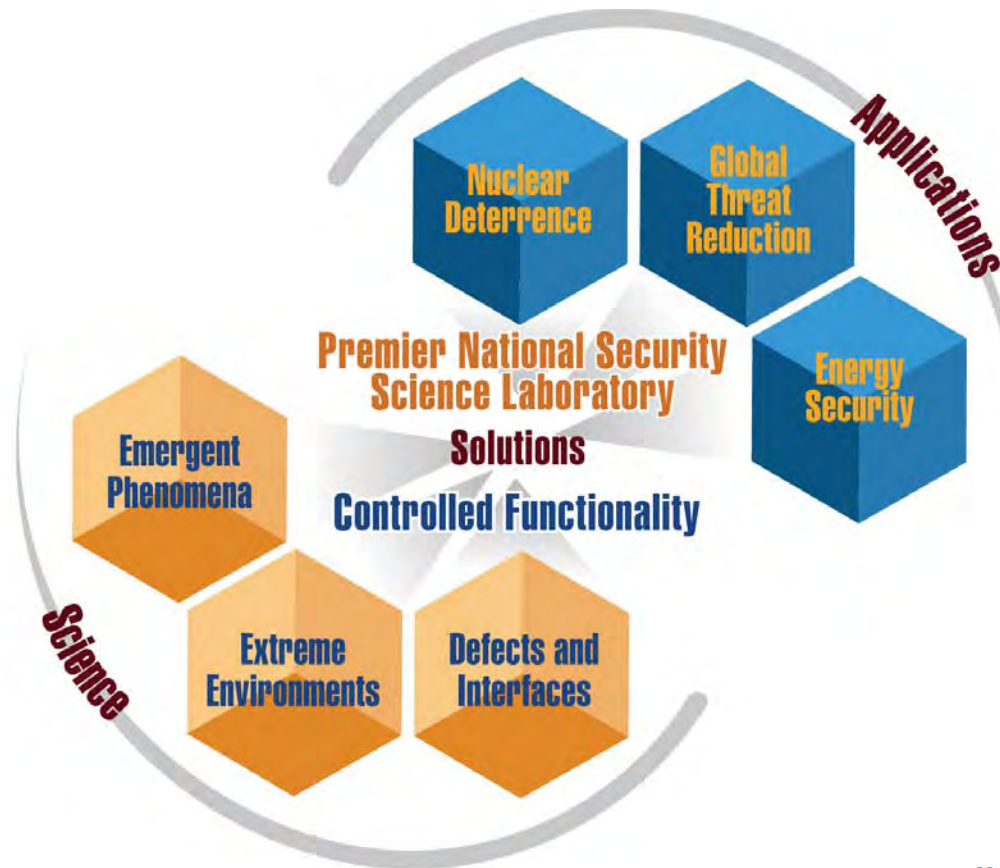 Applications
Nuclear
Deterrence
Global
Threat
Reduction
Energy
Security
Premier National Security
Science Laboratory
Solutions
Controlled Functionality
Emergent
Phenomena
Extreme
Environments
Defects and
Interfaces
Science